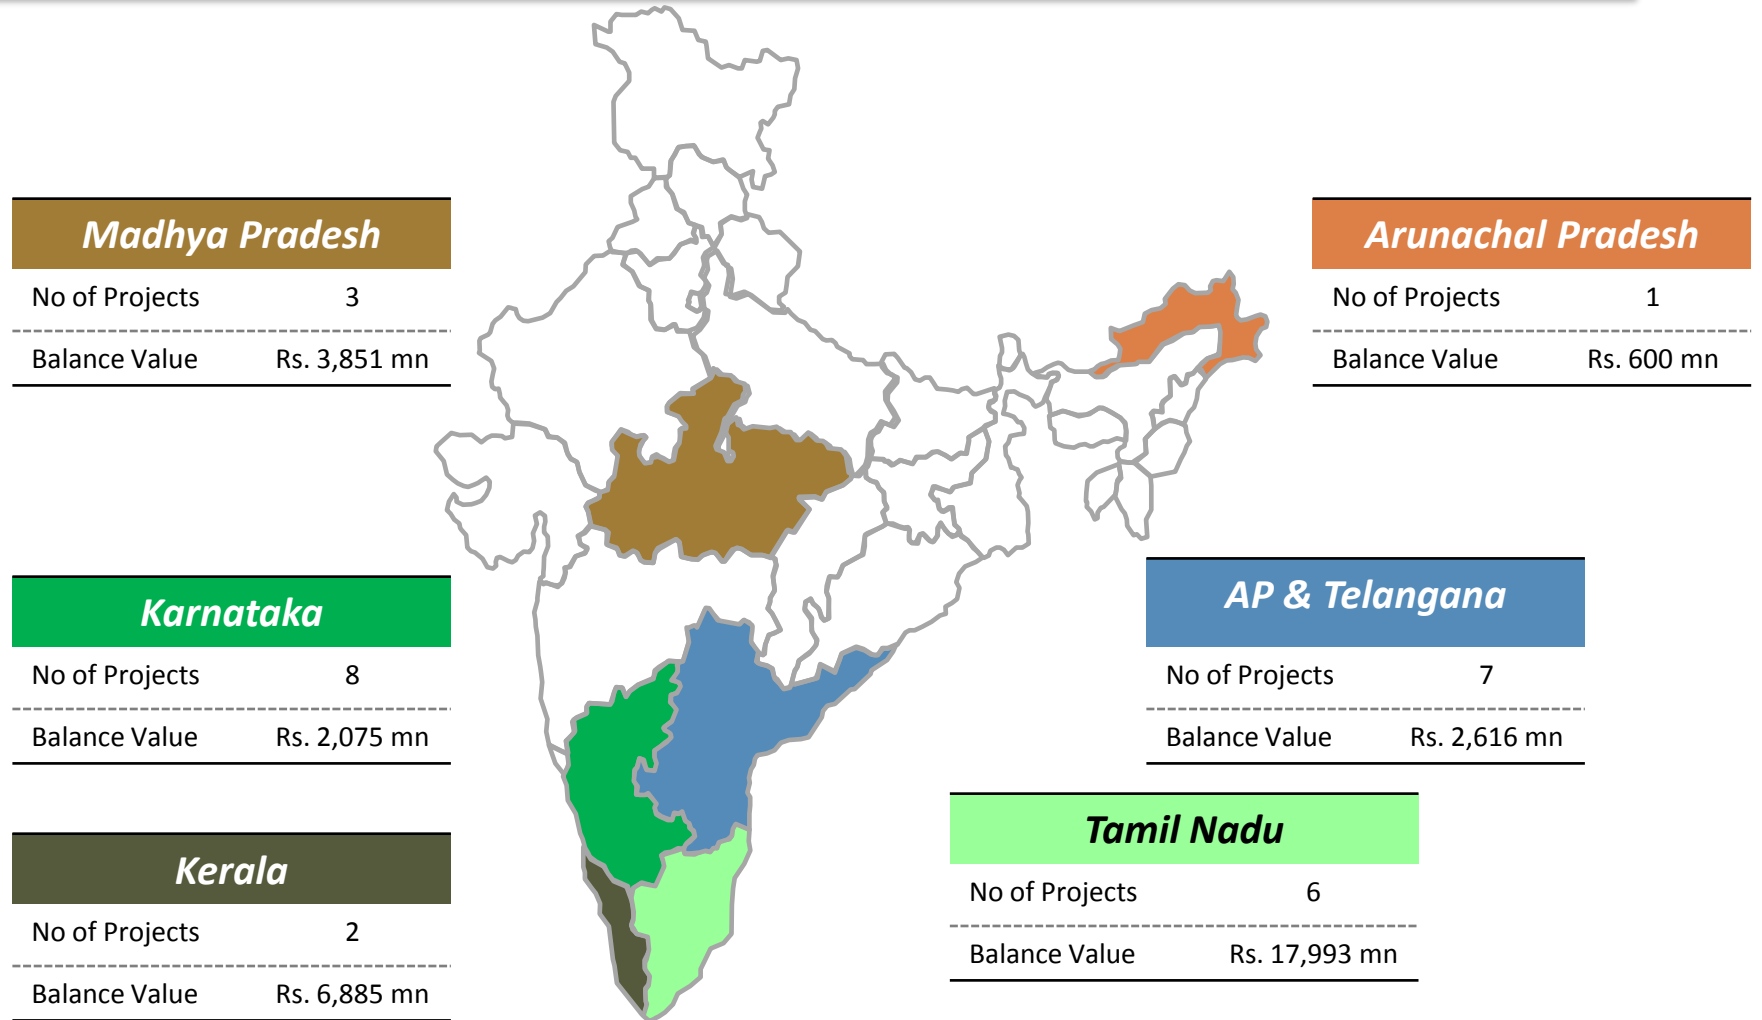 Madhya Pradesh
No of Projects 3
Balance Value Rs. 3,851 mn
Arunachal Pradesh
No of Projects 1
Balance Value Rs. 600 mn
Karnataka
No of Projects 8
Balance Value Rs. 2,075 mn
AP & Telangana
No of Projects 7
Balance Value Rs. 2,616 mn
Kerala
No of Projects 2
Balance Value Rs. 6,885 mn
Tamil Nadu
No of Projects 6
Balance Value Rs. 17,993 mn